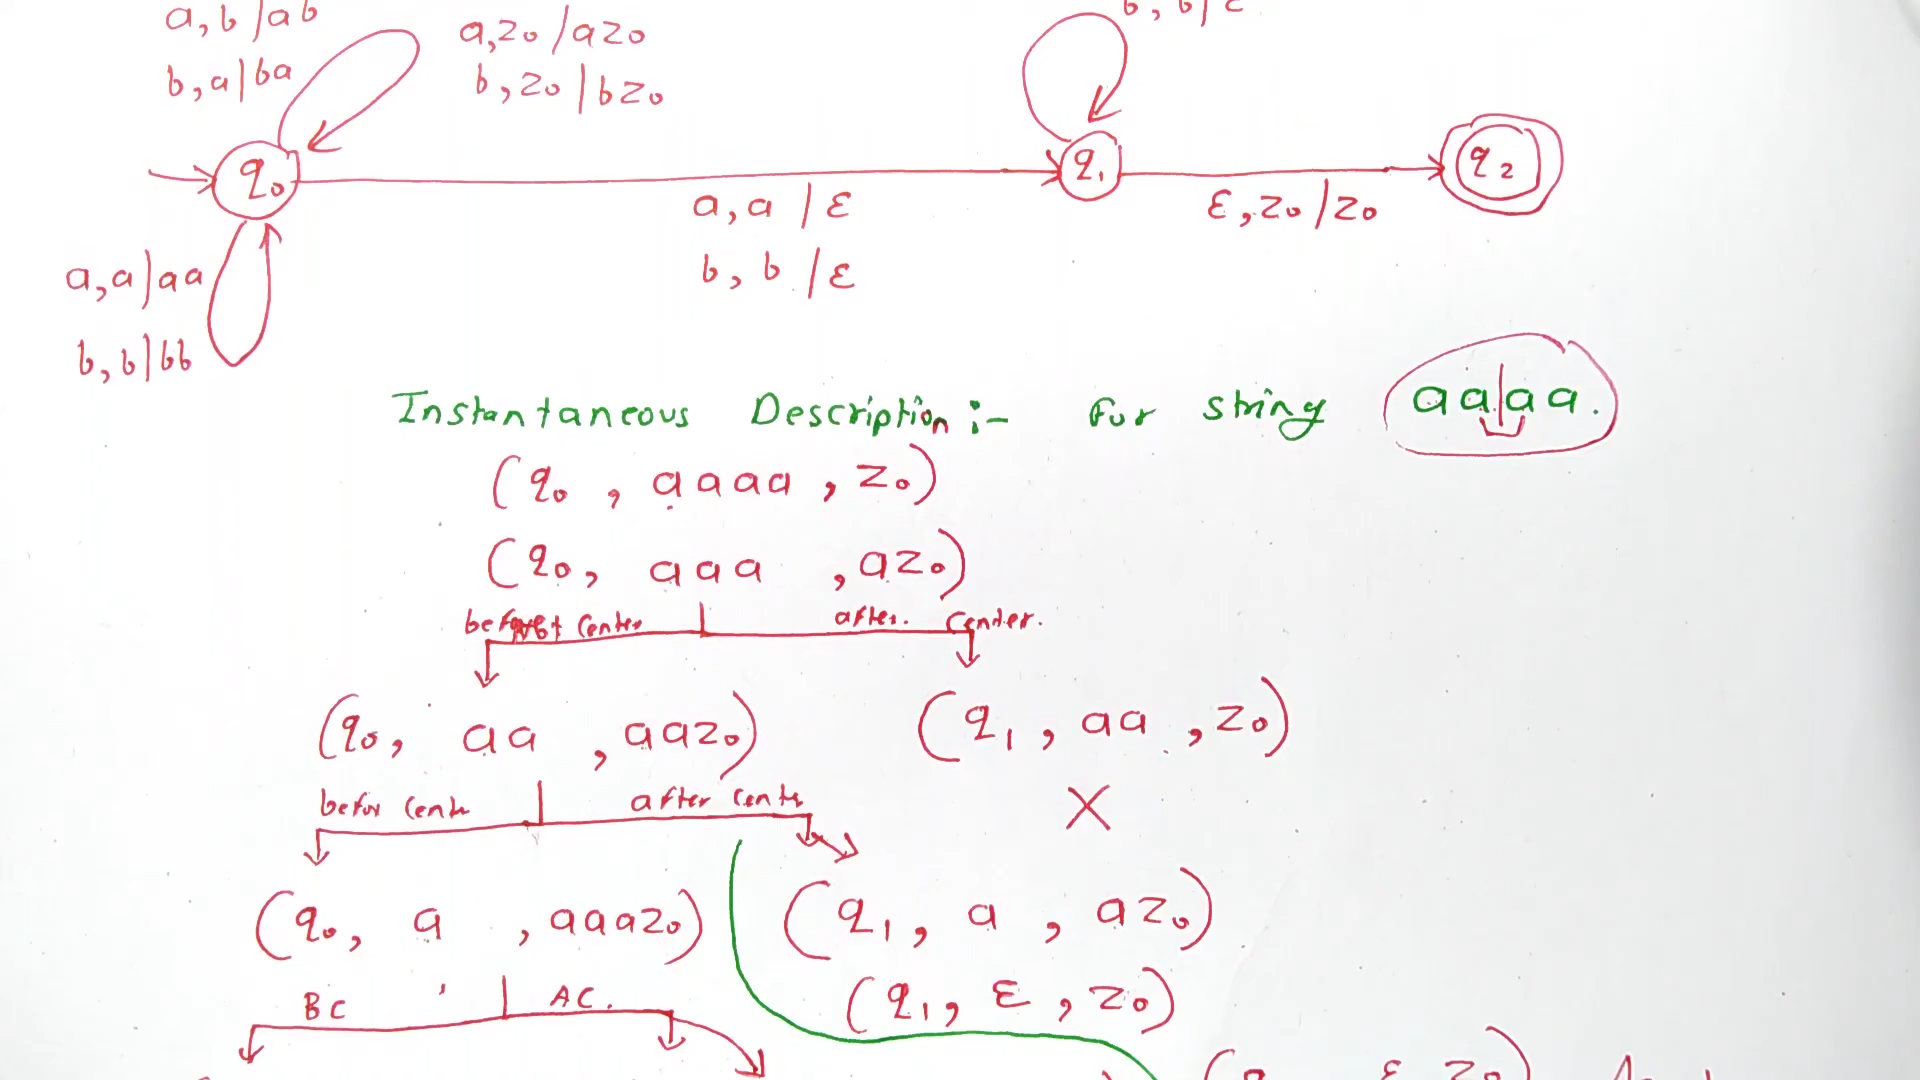 a,b/ab
a,z0/az0
b,b/ε
b,a|ba
b,z0|bz0
q0
q1
q2
a,a/ε
ε,z0/z0
b,b/ε
a,a|aa
b,b|bb
Instantaneous Description :- For string aa|aa.
(q0, aaaa, z0)
(q0, aaa, az0)
center after. center.
(q0, aa, aaz0)
(q1, aa, z0)
befor cente after cente
X
(q0, a, aaaz0)
(q1, a, az0)
BC AC.
(q1, ε, z0)
ε, z0)